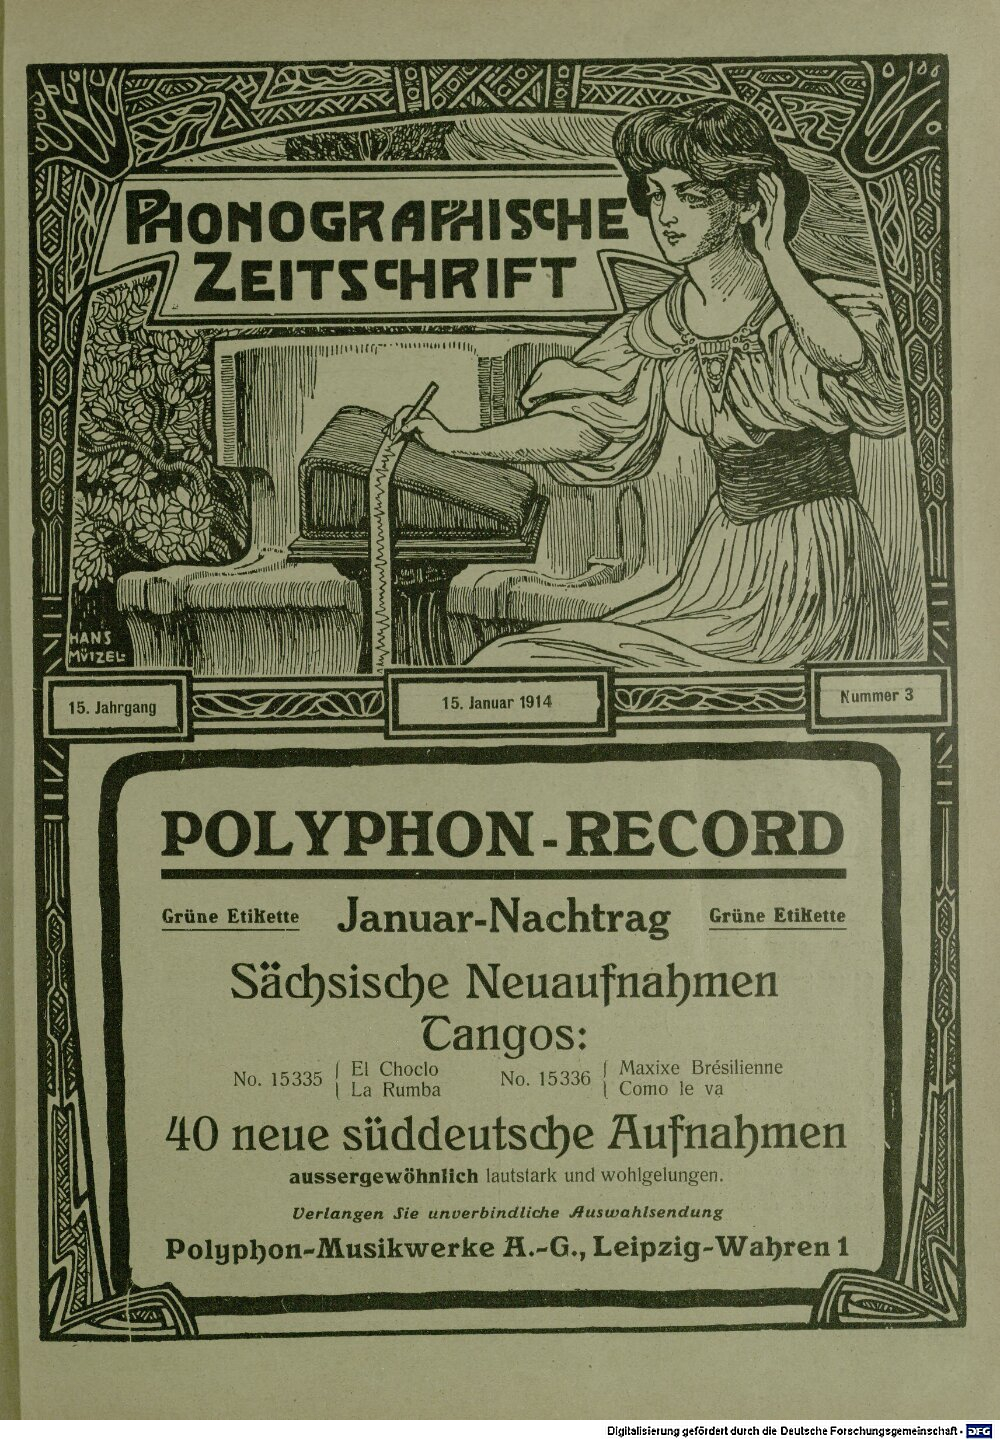 PHONOGRAPHISCHE
ZEITSCHRIFT
HANS
MÜTZEL
15. Jahrgang
15. Januar 1914
Nummer 3
POLYPHON-RECORD
Grüne Etikette Januar-Nachtrag Grüne Etikette
Sächsische Neuaufnahmen
Tangos:
No. 15335 { El Choclo
La Rumba
No. 15336 { Maxixe Brésilienne
Como le va
40 neue süddeutsche Aufnahmen
aussergewöhnlich lautstark und wohlgelungen.
Verlangen Sie unverbindliche Auswahlsendung
Polyphon-Musikwerke A.-G., Leipzig-Wahren 1
Digitalisierung gefördert durch die Deutsche Forschungsgemeinschaft - DFG